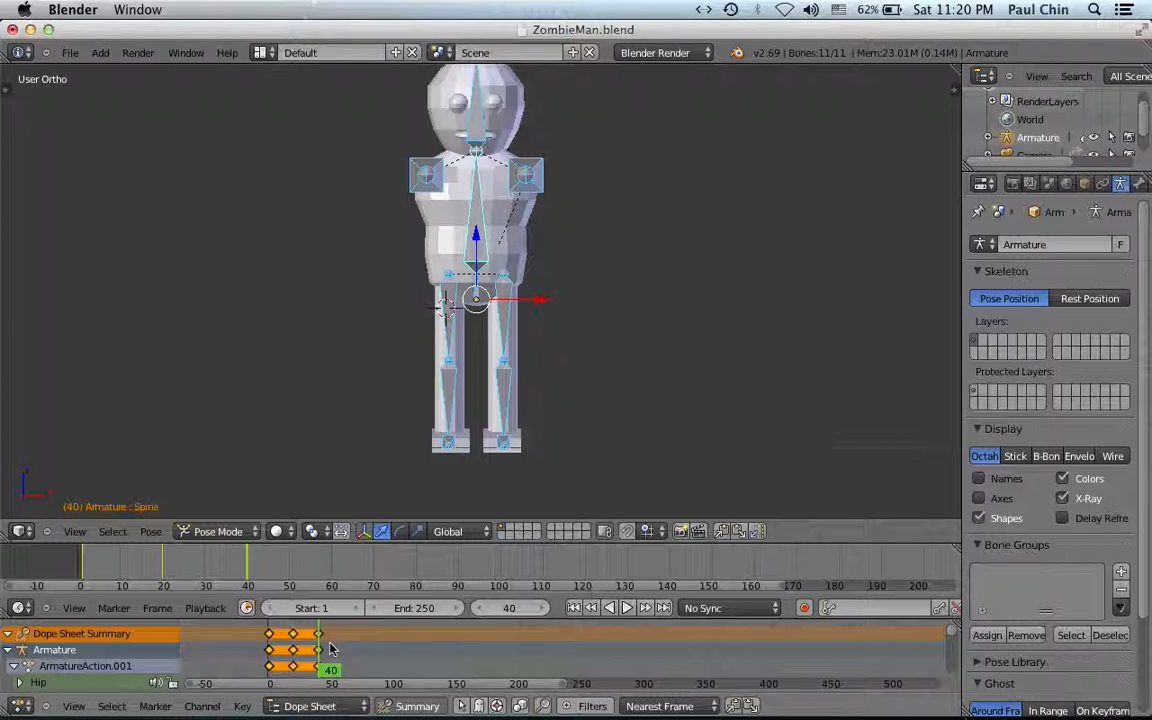 Blender Window 62% Sat 11:20 PM Paul Chin
ZombieMan.blend
File Add Render Window Help Default Scene Blender Render v2.69 | Bones:11/11 | Mem:23.01M (0.14M) | Armature
View Search All Scene
User Ortho
RenderLayers
World
Armature
Arm Arma
Armature F
Skeleton
Pose Position Rest Position
Layers:
Protected Layers:
Display
Octah Stick B-Bon Envelo Wire
Names Colors
Axes X-Ray
Shapes Delay Refre
(40) Armature : Spine
View Select Pose Pose Mode Global
Bone Groups
-10 0 10 20 30 40 50 60 70 80 90 100 110 120 130 140 150 160 170 180 190 200
View Marker Frame Playback Start: 1 End: 250 40 No Sync
Dope Sheet Summary
Assign Remove Select Deselec
Armature
Pose Library
ArmatureAction.001
40
Hip
-50 0 50 100 150 200 250 300 350 400 450 500
Ghost
View Select Marker Channel Key Dope Sheet Summary Filters Nearest Frame
Around Fra In Range On Keyfram